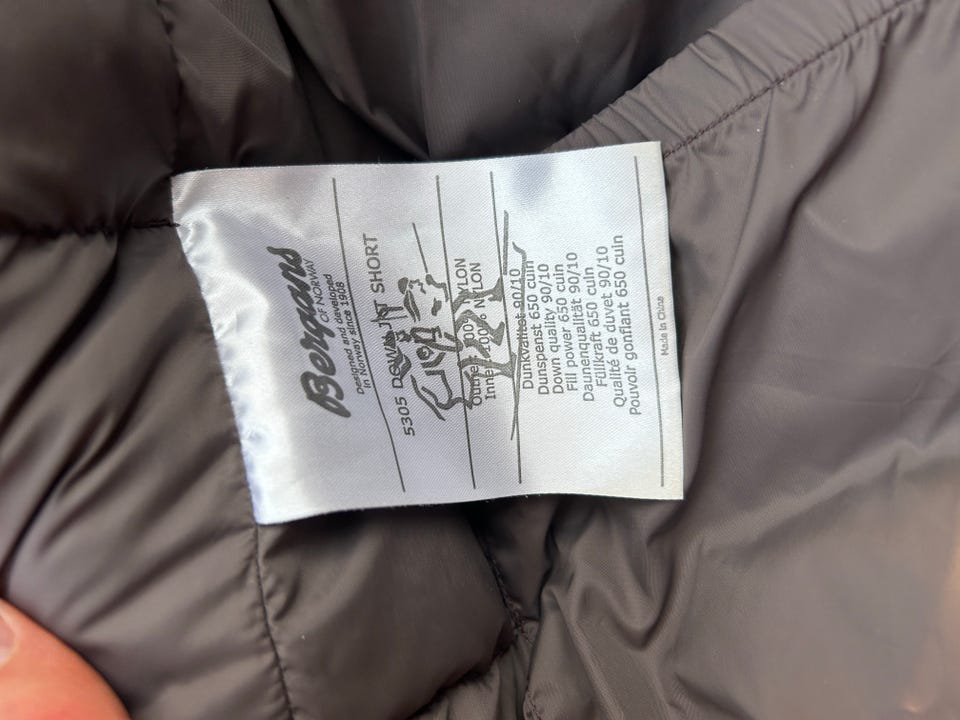 Bergans
OF NORWAY
Designed and developed
in Norway since 1908
5305 DOWN JKT SHORT
Outer 100% NYLON
Inner 100% NYLON
Dunkvalitet 90/10
Dunspenst 650 cuin
Down quality 90/10
Fill power 650 cuin
Daunenqualität 90/10
Füllkraft 650 cuin
Qualité de duvet 90/10
Pouvoir gonflant 650 cuin
Made in China